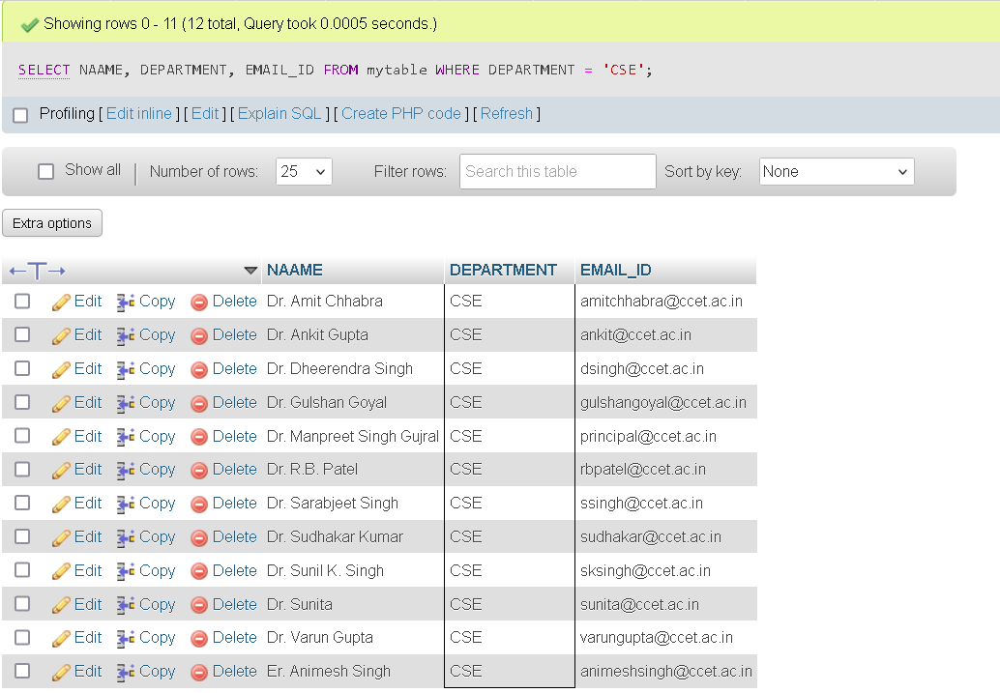 Showing rows 0 - 11 (12 total, Query took 0.0005 seconds.)
SELECT NAAME, DEPARTMENT, EMAIL_ID FROM mytable WHERE DEPARTMENT = 'CSE';
Profiling [ Edit inline ] [ Edit ] [ Explain SQL ] [ Create PHP code ] [ Refresh ]
Show all | Number of rows: 25 Filter rows: Search this table Sort by key: None
Extra options
←T→ NAAME DEPARTMENT EMAIL_ID
Edit Copy Delete Dr. Amit Chhabra CSE amitchhabra@ccet.ac.in
Edit Copy Delete Dr. Ankit Gupta CSE ankit@ccet.ac.in
Edit Copy Delete Dr. Dheerendra Singh CSE dsingh@ccet.ac.in
Edit Copy Delete Dr. Gulshan Goyal CSE gulshangoyal@ccet.ac.in
Edit Copy Delete Dr. Manpreet Singh Gujral CSE principal@ccet.ac.in
Edit Copy Delete Dr. R.B. Patel CSE rbpatel@ccet.ac.in
Edit Copy Delete Dr. Sarabjeet Singh CSE ssingh@ccet.ac.in
Edit Copy Delete Dr. Sudhakar Kumar CSE sudhakar@ccet.ac.in
Edit Copy Delete Dr. Sunil K. Singh CSE sksingh@ccet.ac.in
Edit Copy Delete Dr. Sunita CSE sunita@ccet.ac.in
Edit Copy Delete Dr. Varun Gupta CSE varungupta@ccet.ac.in
Edit Copy Delete Er. Animesh Singh CSE animeshsingh@ccet.ac.in